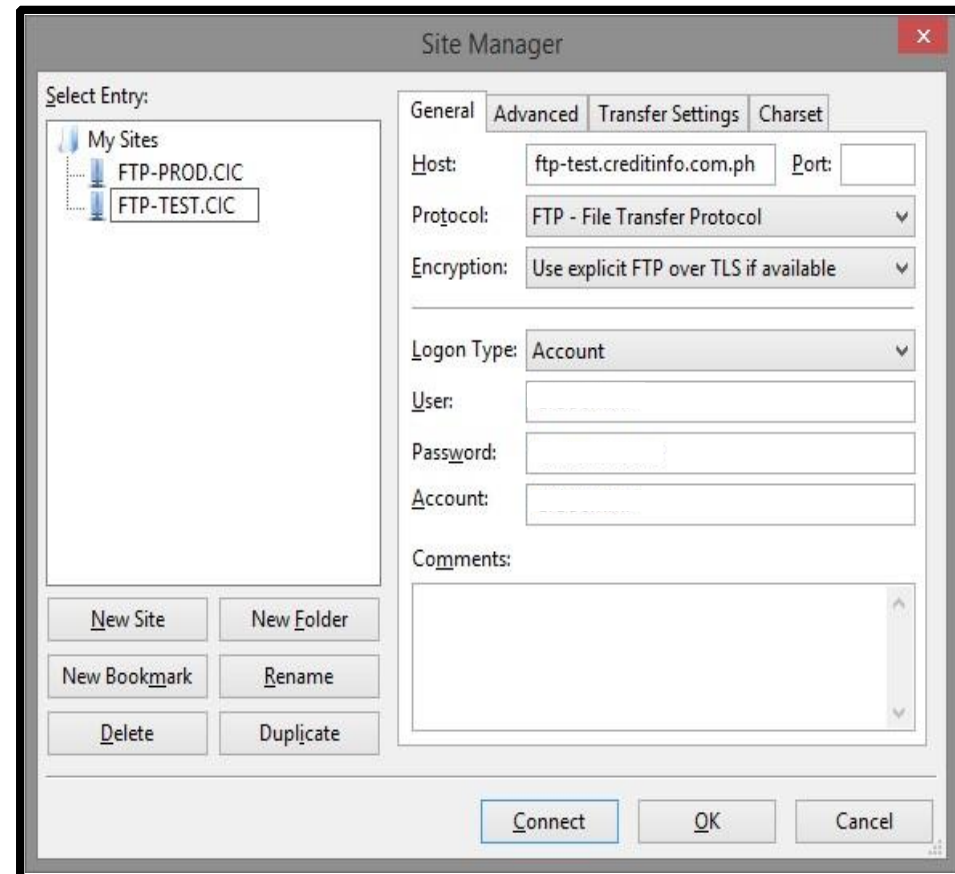 Site Manager
Select Entry:
My Sites
FTP-PROD.CIC
FTP-TEST.CIC
New Site New Folder
New Bookmark Rename
Delete Duplicate
General Advanced Transfer Settings Charset
Host: ftp-test.creditinfo.com.ph Port:
Protocol: FTP - File Transfer Protocol
Encryption: Use explicit FTP over TLS if available
Logon Type: Account
User:
Password:
Account:
Comments:
Connect OK Cancel